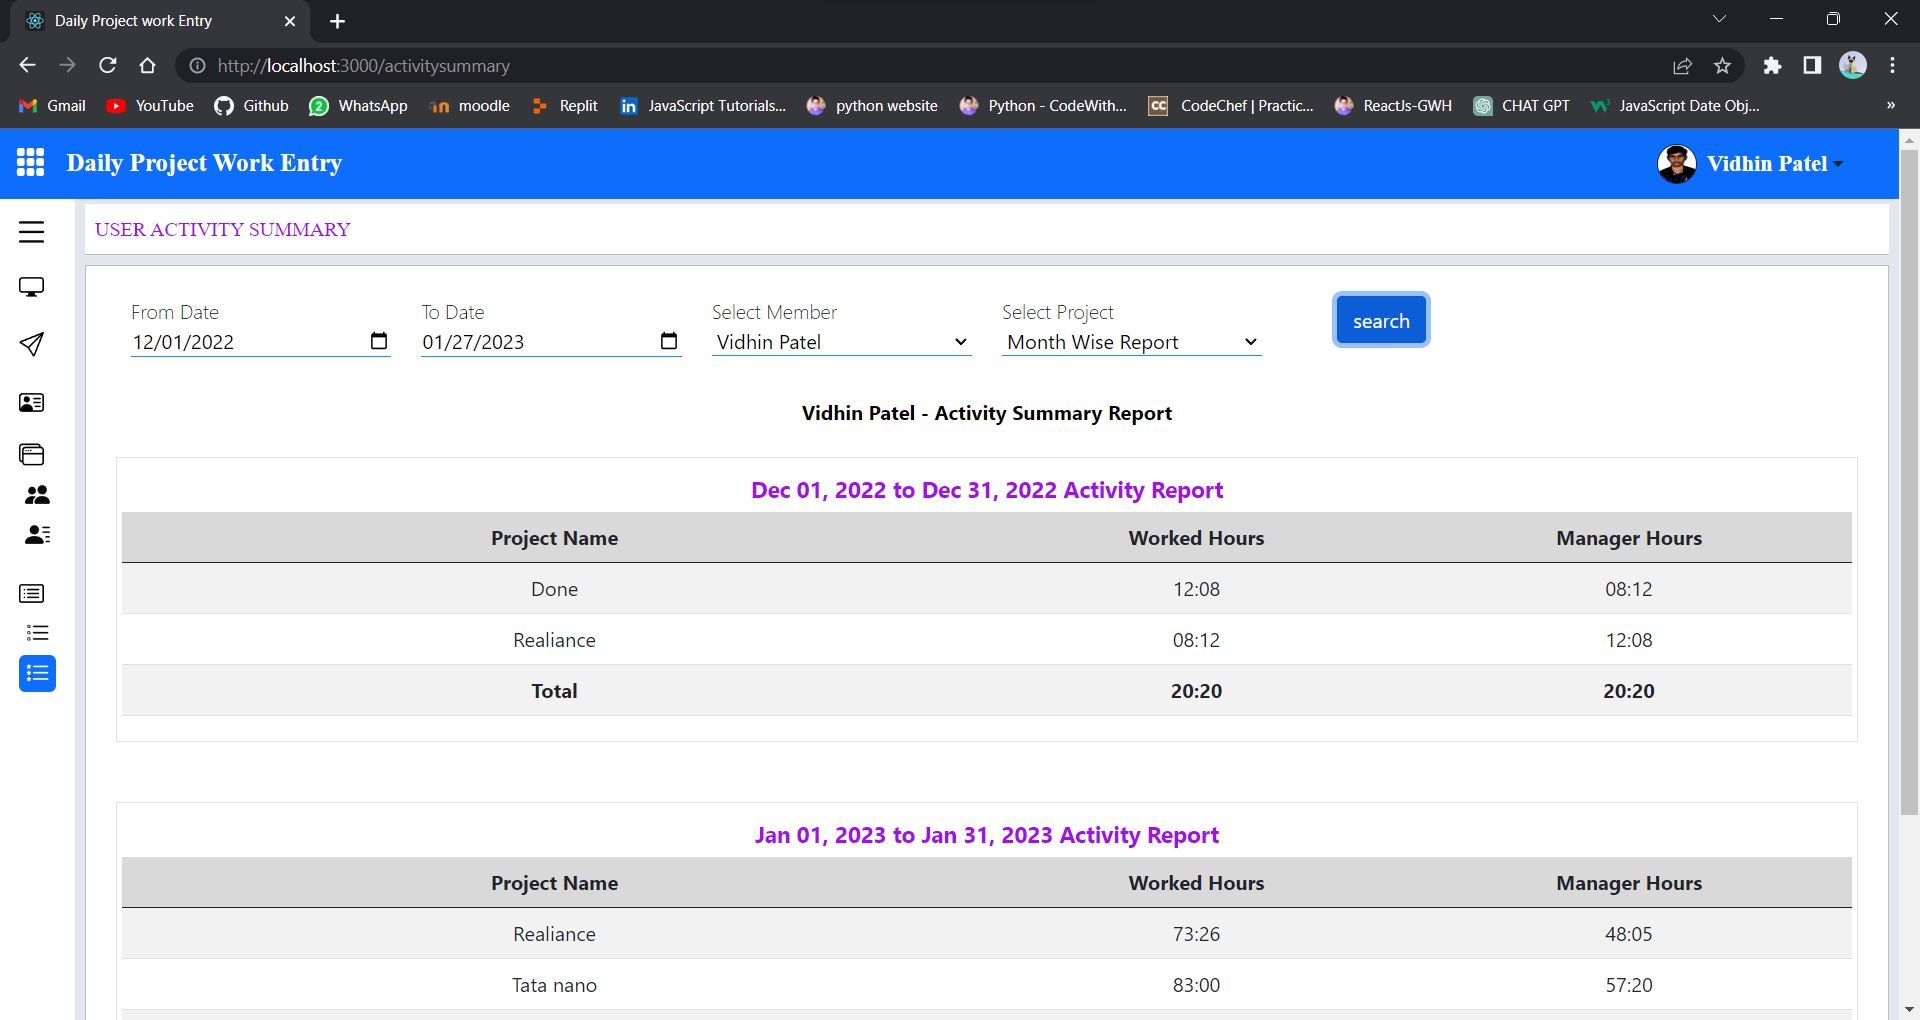 Daily Project work Entry
http://localhost:3000/activitysummary
Gmail YouTube Github 2 WhatsApp moodle Replit in JavaScript Tutorials... python website Python - CodeWith... CC CodeChef | Practic... ReactJs-GWH CHAT GPT JavaScript Date Obj... »
Daily Project Work Entry Vidhin Patel
USER ACTIVITY SUMMARY
From Date To Date Select Member Select Project
12/01/2022 01/27/2023 Vidhin Patel Month Wise Report search
Vidhin Patel - Activity Summary Report
Dec 01, 2022 to Dec 31, 2022 Activity Report
Project Name Worked Hours Manager Hours
Done 12:08 08:12
Realiance 08:12 12:08
Total 20:20 20:20
Jan 01, 2023 to Jan 31, 2023 Activity Report
Project Name Worked Hours Manager Hours
Realiance 73:26 48:05
Tata nano 83:00 57:20